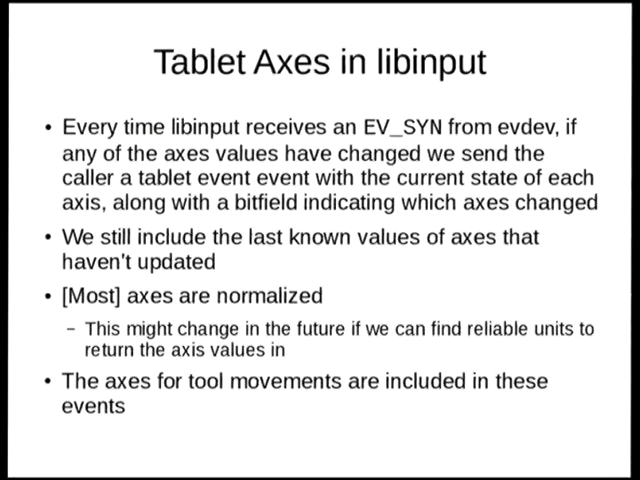 Tablet Axes in libinput
• Every time libinput receives an EV_SYN from evdev, if
any of the axes values have changed we send the
caller a tablet event event with the current state of each
axis, along with a bitfield indicating which axes changed
• We still include the last known values of axes that
haven't updated
• [Most] axes are normalized
– This might change in the future if we can find reliable units to
return the axis values in
• The axes for tool movements are included in these
events